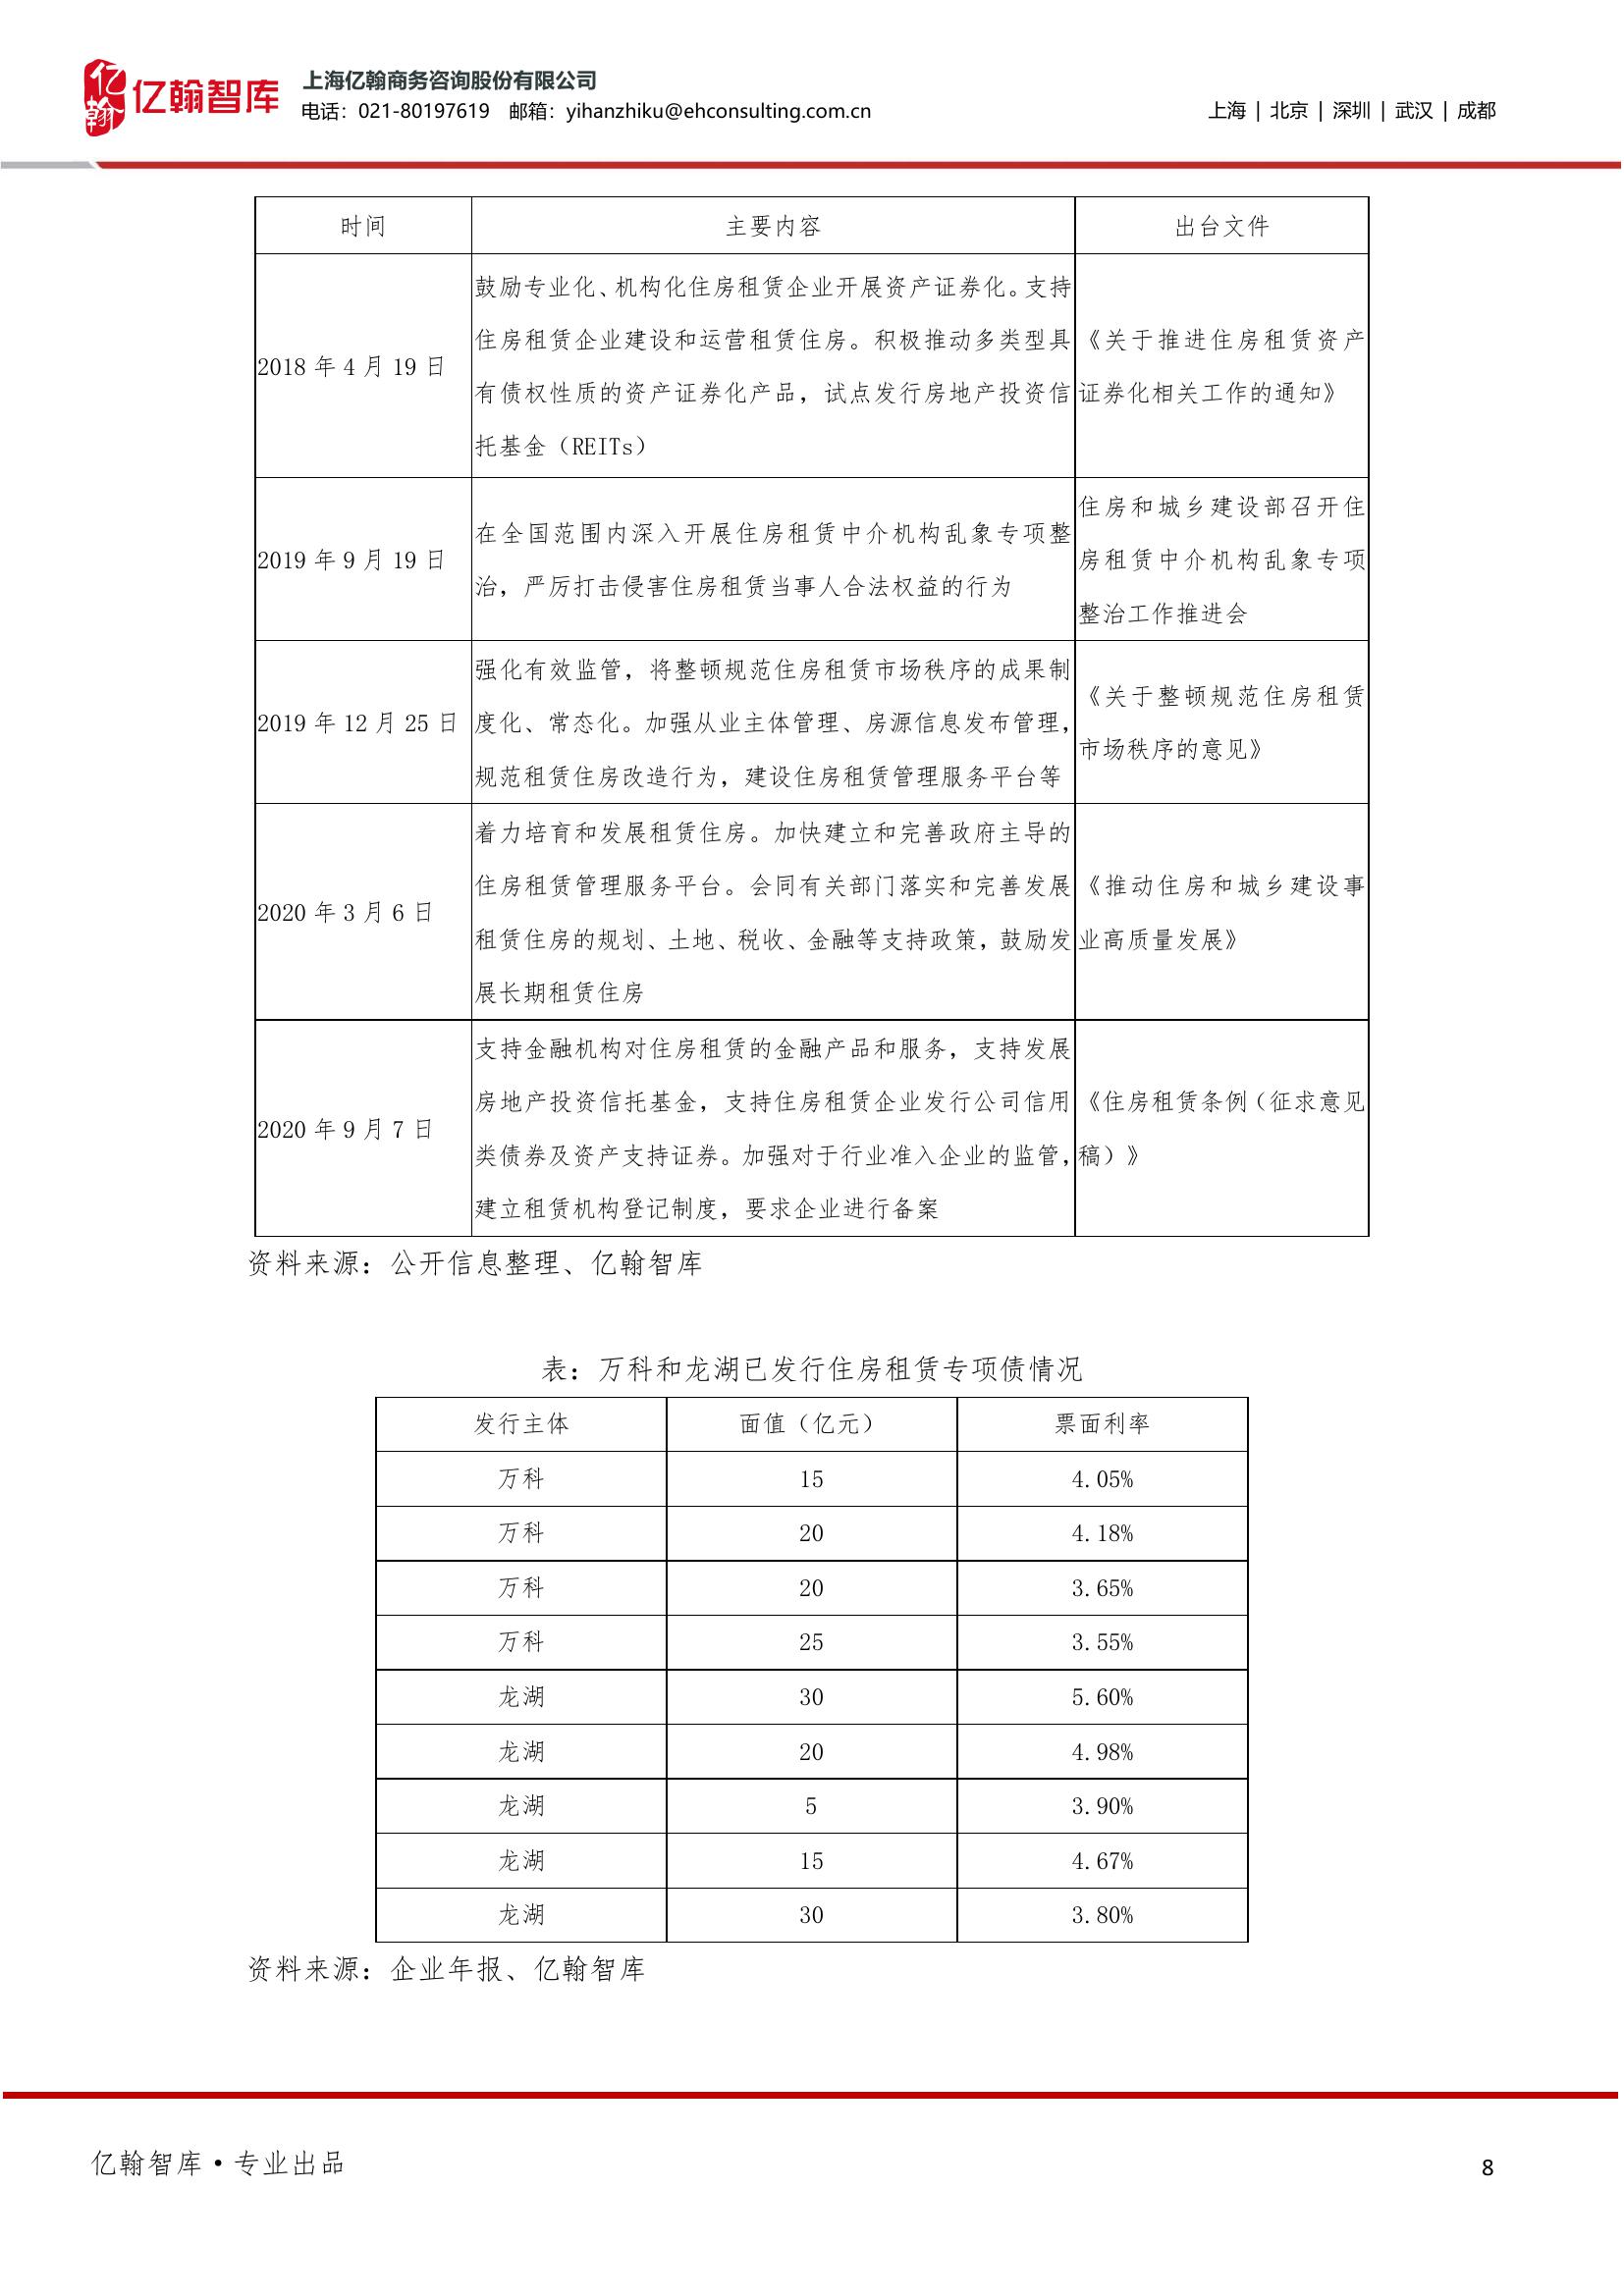 亿翰
亿翰智库
上海亿翰商务咨询股份有限公司
电话：021-80197619 邮箱：yihanzhiku@ehconsulting.com.cn
上海 | 北京 | 深圳 | 武汉 | 成都
时间 主要内容 出台文件
2018 年 4 月 19 日
鼓励专业化、机构化住房租赁企业开展资产证券化。支持
住房租赁企业建设和运营租赁住房。积极推动多类型具
有债权性质的资产证券化产品，试点发行房地产投资信
托基金（REITs）
《关于推进住房租赁资产
证券化相关工作的通知》
2019 年 9 月 19 日
在全国范围内深入开展住房租赁中介机构乱象专项整
治，严厉打击侵害住房租赁当事人合法权益的行为
住房和城乡建设部召开住
房租赁中介机构乱象专项
整治工作推进会
2019 年 12 月 25 日
强化有效监管，将整顿规范住房租赁市场秩序的成果制
度化、常态化。加强从业主体管理、房源信息发布管理，
规范租赁住房改造行为，建设住房租赁管理服务平台等
《关于整顿规范住房租赁
市场秩序的意见》
2020 年 3 月 6 日
着力培育和发展租赁住房。加快建立和完善政府主导的
住房租赁管理服务平台。会同有关部门落实和完善发展
租赁住房的规划、土地、税收、金融等支持政策，鼓励发
展长期租赁住房
《推动住房和城乡建设事
业高质量发展》
2020 年 9 月 7 日
支持金融机构对住房租赁的金融产品和服务，支持发展
房地产投资信托基金，支持住房租赁企业发行公司信用
类债券及资产支持证券。加强对于行业准入企业的监管，
建立租赁机构登记制度，要求企业进行备案
《住房租赁条例（征求意见
稿）》
资料来源：公开信息整理、亿翰智库
表：万科和龙湖已发行住房租赁专项债情况
发行主体 面值（亿元） 票面利率
万科 15 4.05%
万科 20 4.18%
万科 20 3.65%
万科 25 3.55%
龙湖 30 5.60%
龙湖 20 4.98%
龙湖 5 3.90%
龙湖 15 4.67%
龙湖 30 3.80%
资料来源：企业年报、亿翰智库
亿翰智库·专业出品
8